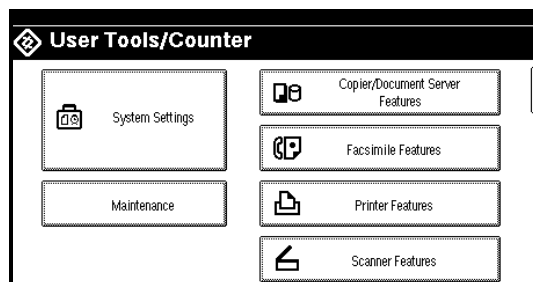 User Tools/Counter
System Settings
Maintenance
Copier/Document Server
Features
Facsimile Features
Printer Features
Scanner Features